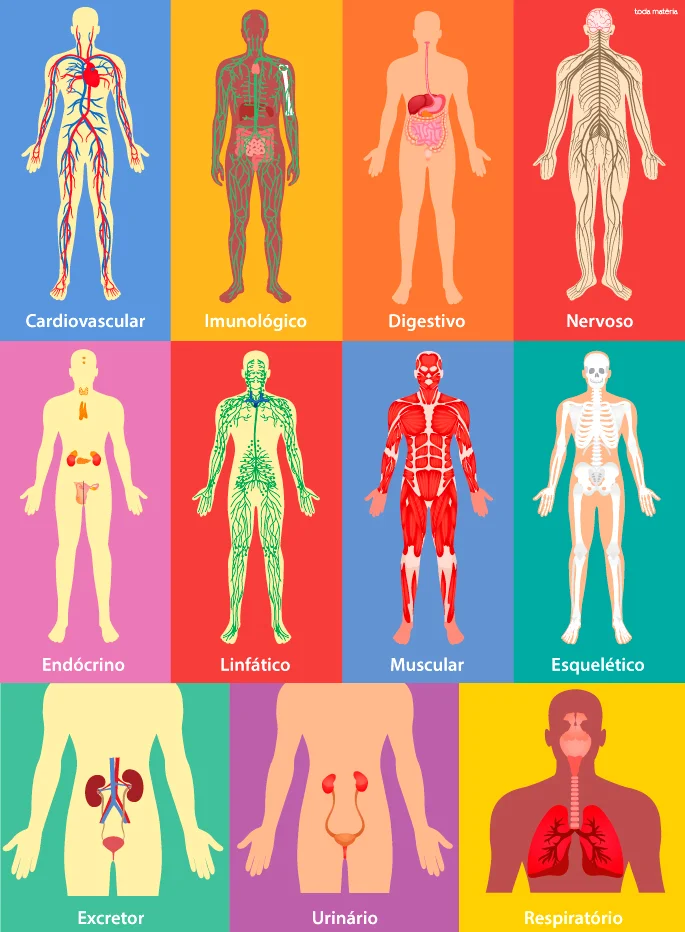 toda matéria
Cardiovascular
Imunológico
Digestivo
Nervoso
Endócrino
Linfático
Muscular
Esquelético
Excretor
Urinário
Respiratório